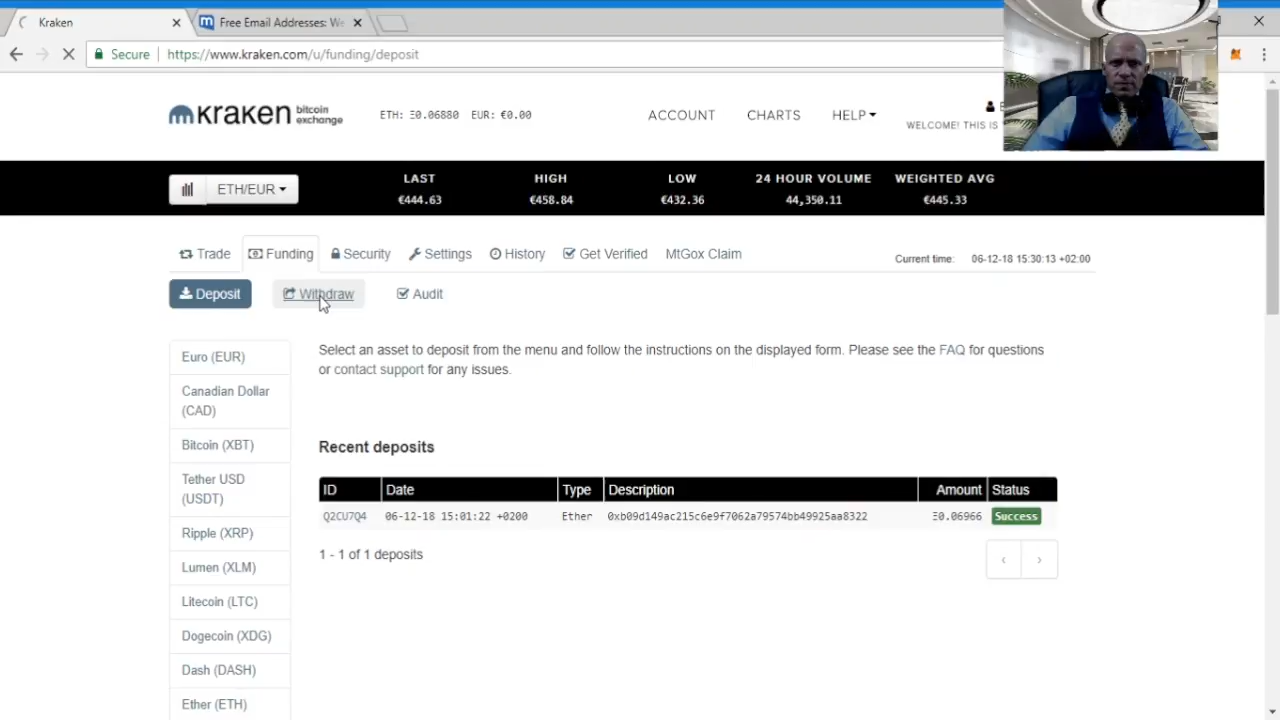 Kraken
Free Email Addresses: We
Secure https://www.kraken.com/u/funding/deposit
kraken bitcoin exchange
ETH: Ξ0.06880 EUR: €0.00
ACCOUNT CHARTS HELP
WELCOME! THIS IS
ETH/EUR
LAST HIGH LOW 24 HOUR VOLUME WEIGHTED AVG
€444.63 €458.84 €432.36 44,350.11 €445.33
Trade Funding Security Settings History Get Verified MtGox Claim
Current time: 06-12-18 15:30:13 +02:00
Deposit Withdraw Audit
Euro (EUR)
Canadian Dollar
(CAD)
Bitcoin (XBT)
Tether USD
(USDT)
Ripple (XRP)
Lumen (XLM)
Litecoin (LTC)
Dogecoin (XDG)
Dash (DASH)
Ether (ETH)
Select an asset to deposit from the menu and follow the instructions on the displayed form. Please see the FAQ for questions
or contact support for any issues.
Recent deposits
ID Date Type Description Amount Status
Q2CU7Q4 06-12-18 15:01:22 +0200 Ether 0xb09d149ac215c6e9f7062a79574bb49925aa8322 Ξ0.06966 Success
1 - 1 of 1 deposits